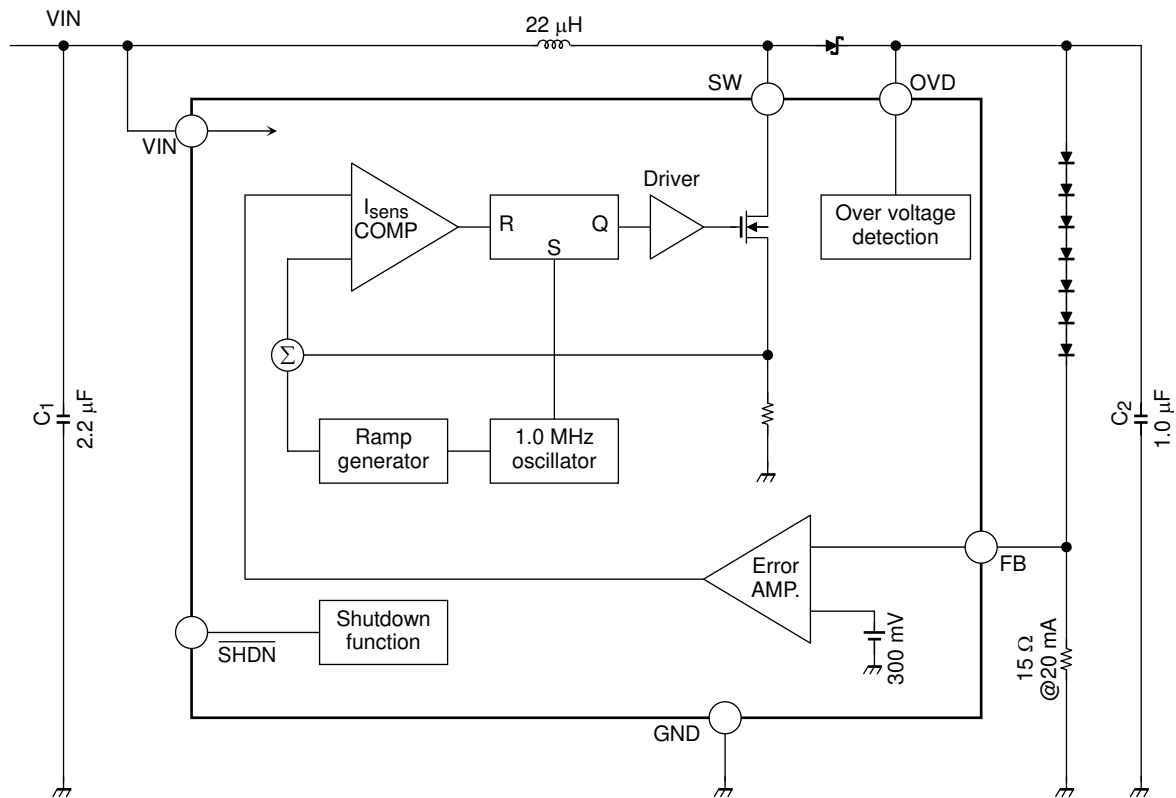 VIN
22 μH
SW
OVD
VIN
Isens
COMP
R
Q
S
Driver
Over voltage
detection
Σ
C1
2.2 μF
Ramp
generator
1.0 MHz
oscillator
C2
1.0 μF
Error
AMP.
FB
300 mV
15 Ω
@20 mA
SHDN
Shutdown
function
GND